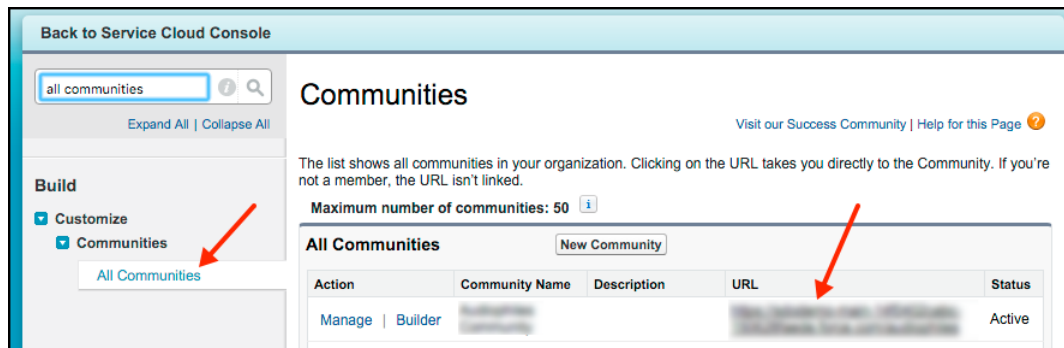 Back to Service Cloud Console
all communities
Expand All | Collapse All
Build
Customize
Communities
All Communities
Communities
Visit our Success Community | Help for this Page ?
The list shows all communities in your organization. Clicking on the URL takes you directly to the Community. If you're
not a member, the URL isn't linked.
Maximum number of communities: 50 i
All Communities New Community
Action Community Name Description URL Status
Manage | Builder Active